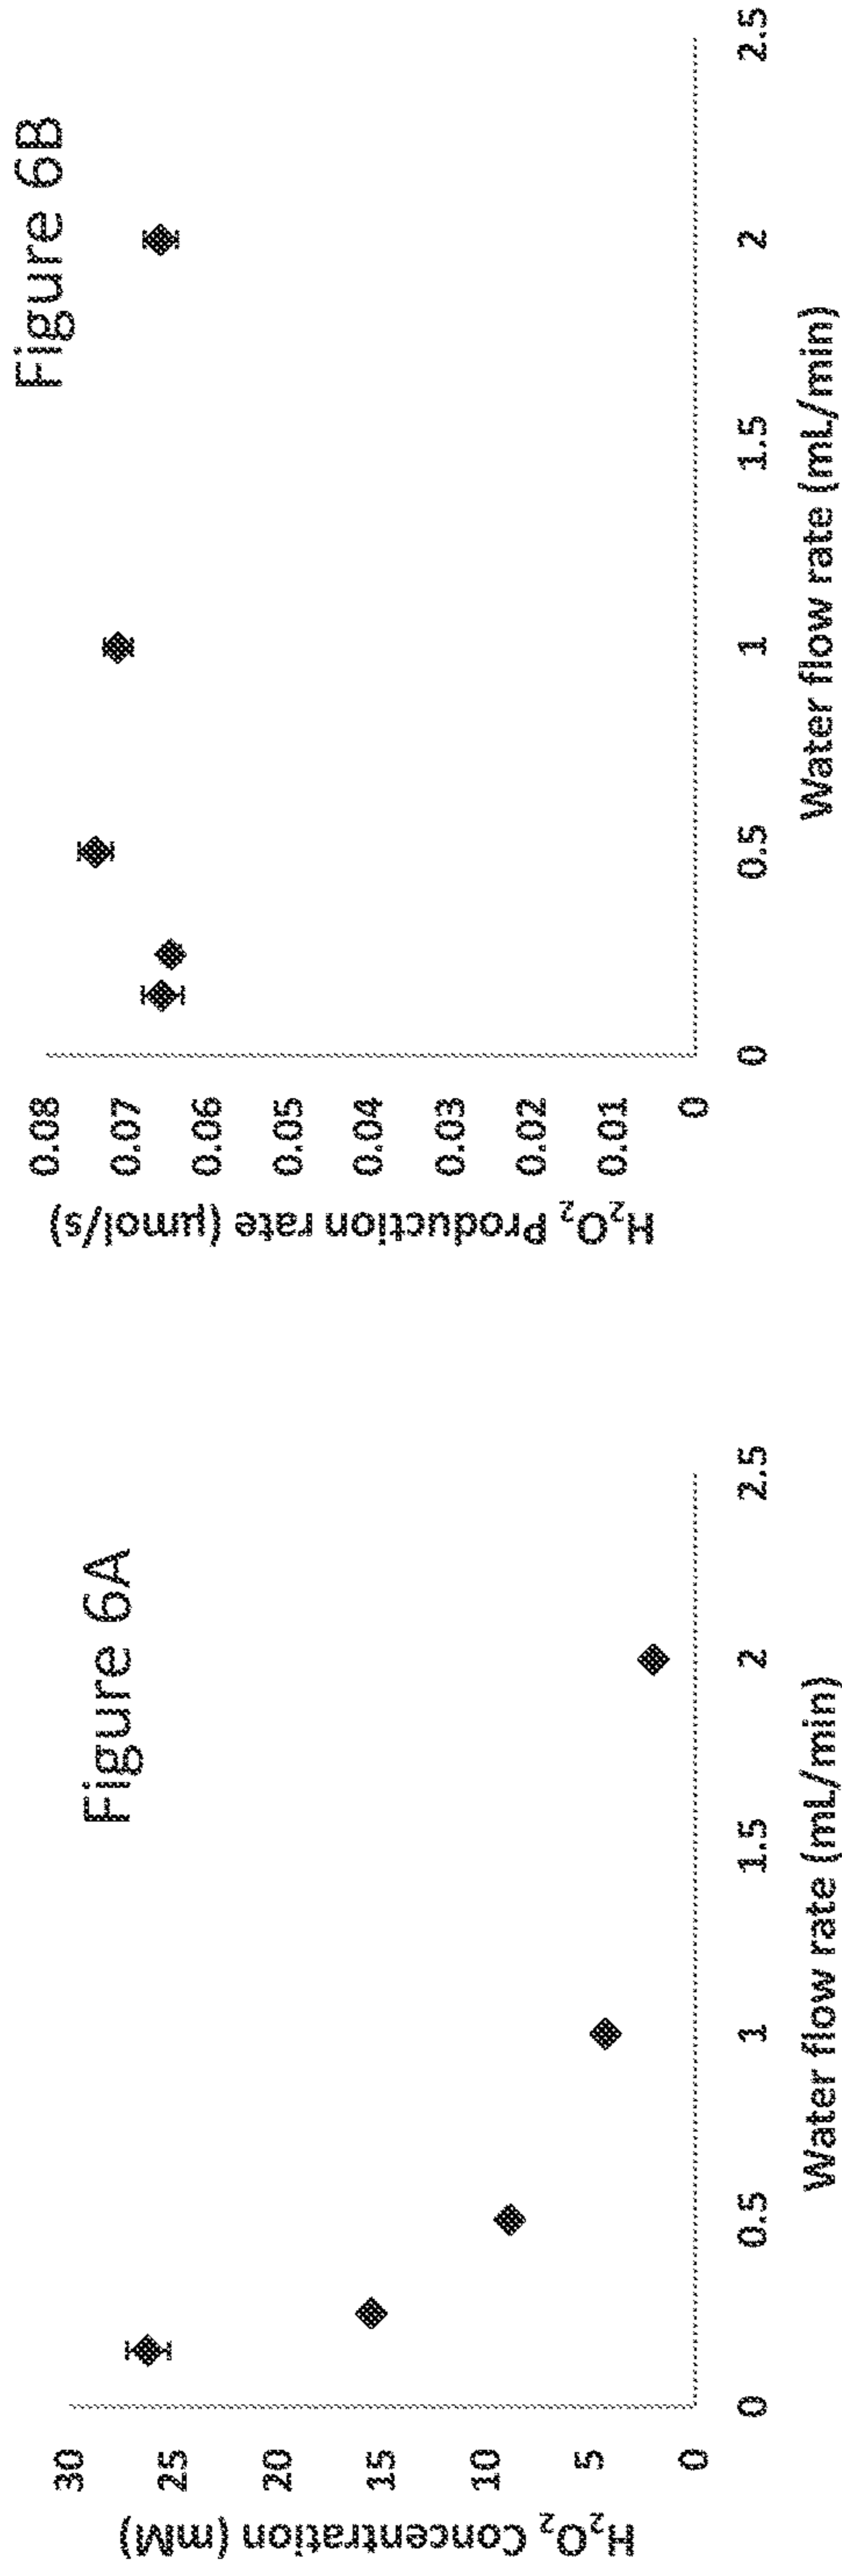 Figure 6A
H₂O₂ Concentration (mM)
30
25
20
15
10
5
0
0 0.5 1 1.5 2 2.5
Water flow rate (mL/min)
Figure 6B
H₂O₂ Production rate (μmol/s)
0.08
0.07
0.06
0.05
0.04
0.03
0.02
0.01
0
0 0.5 1 1.5 2 2.5
Water flow rate (mL/min)